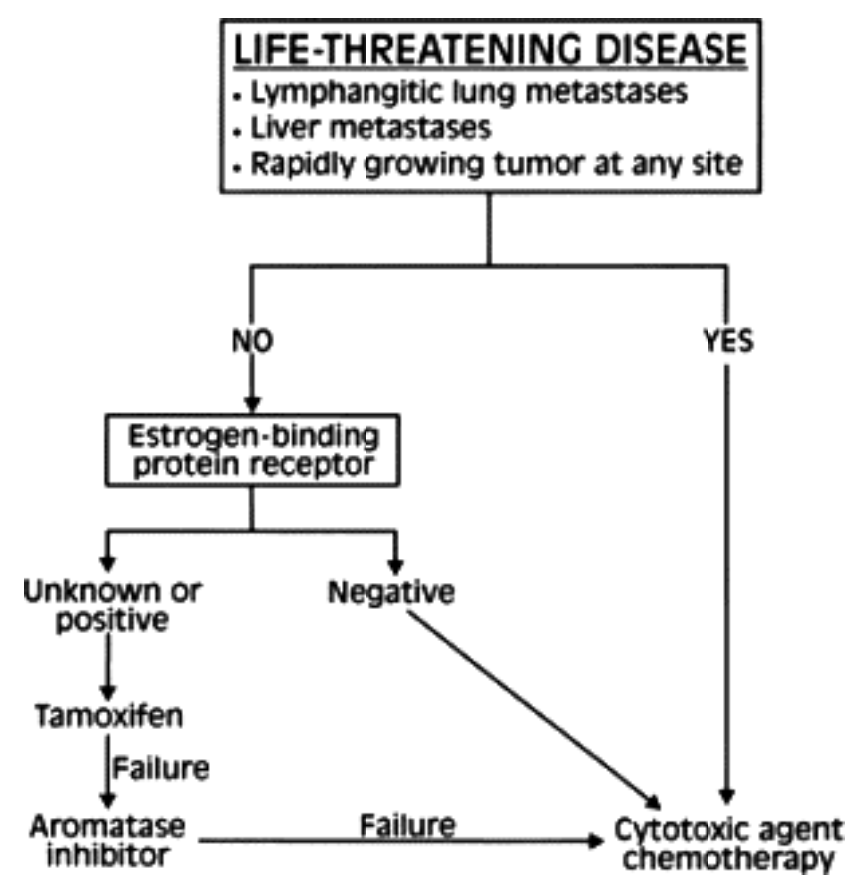 LIFE-THREATENING DISEASE
• Lymphangitic lung metastases
• Liver metastases
• Rapidly growing tumor at any site
NO
YES
Estrogen-binding
protein receptor
Unknown or
positive
Negative
Tamoxifen
Failure
Aromatase
inhibitor
Failure
Cytotoxic agent
chemotherapy